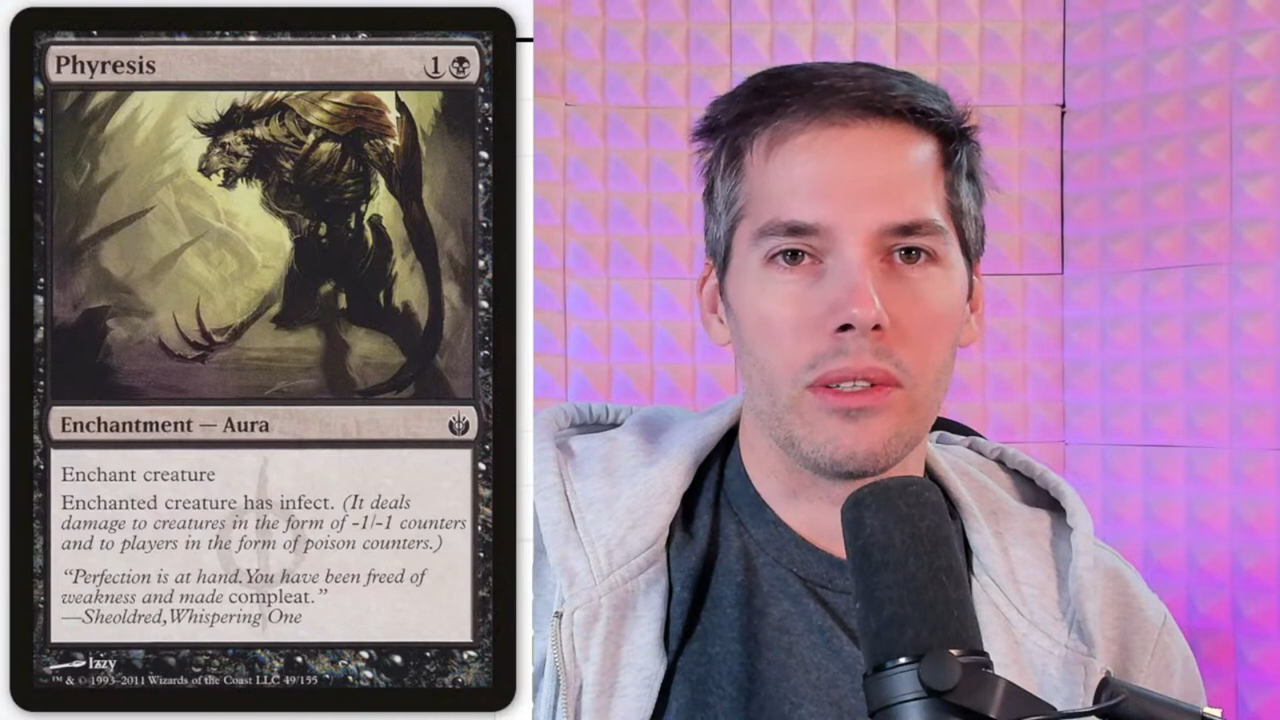 Phyresis 1
Enchantment — Aura
Enchant creature
Enchanted creature has infect. (It deals
damage to creatures in the form of -1/-1 counters
and to players in the form of poison counters.)
“Perfection is at hand. You have been freed of
weakness and made compleat.”
—Sheoldred, Whispering One
Izzy
™ & © 1993–2011 Wizards of the Coast LLC 49/155